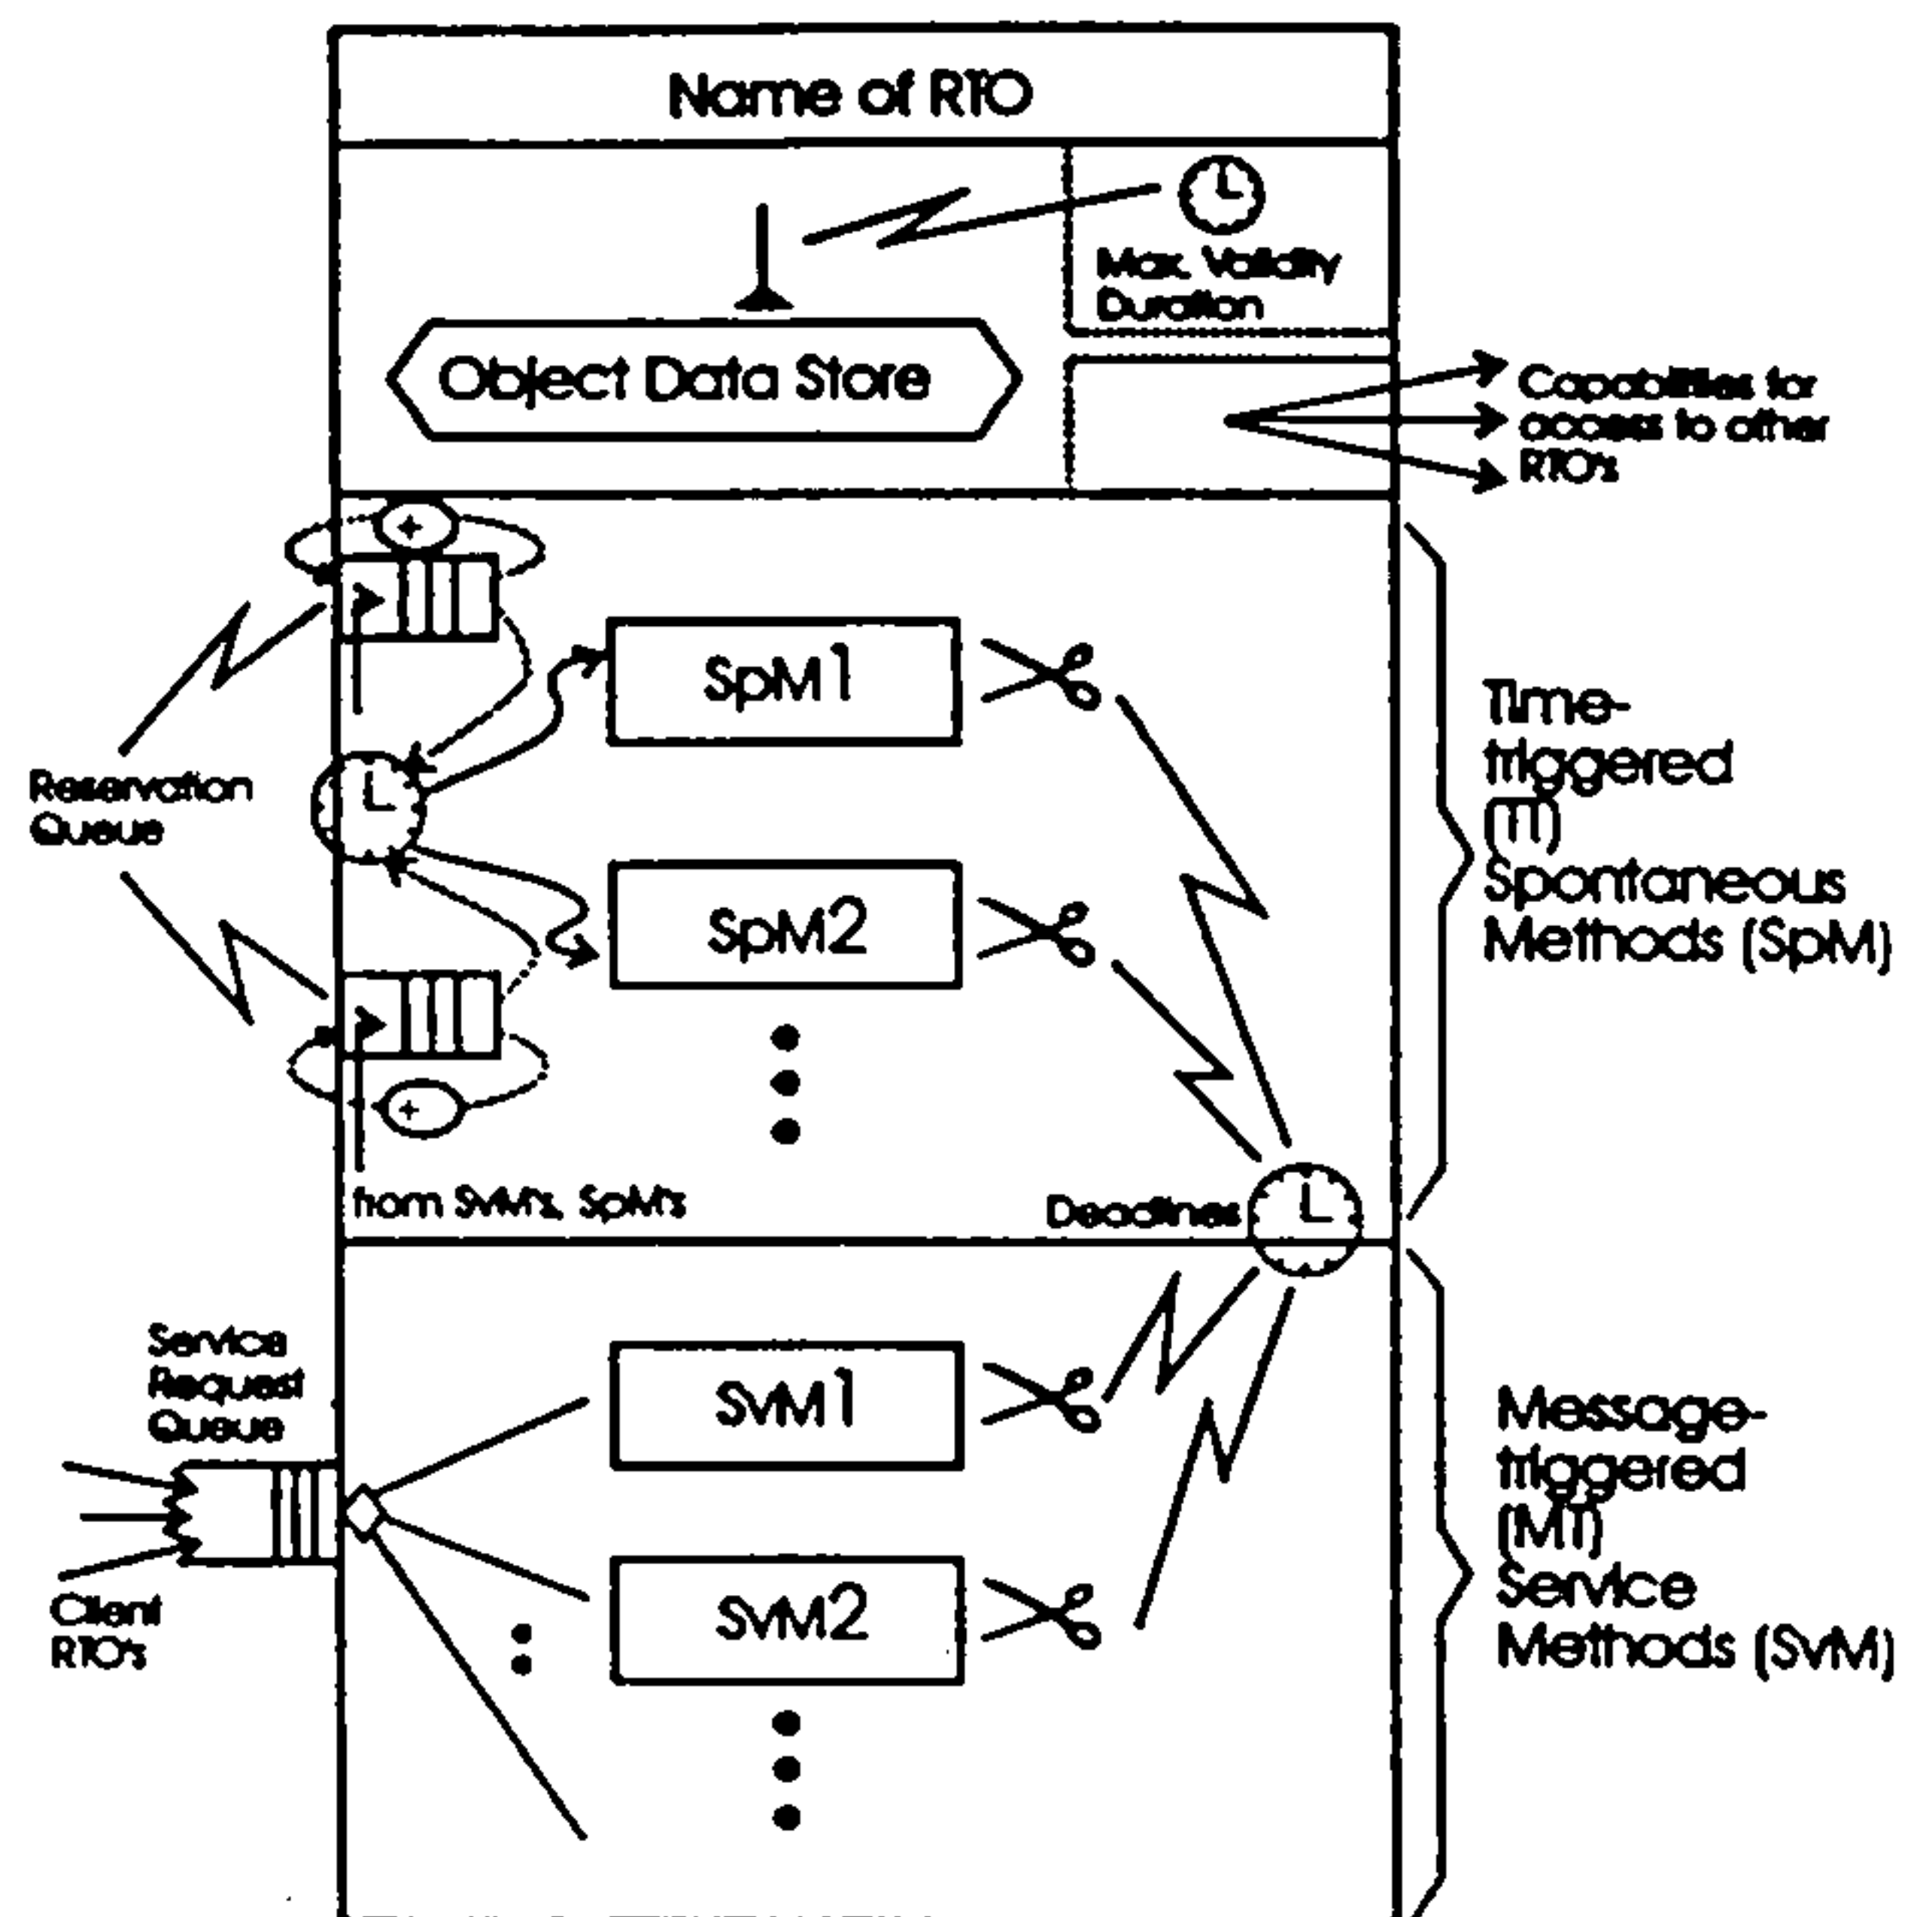 Name of RTO
Max. Validity
Duration
Object Data Store
Capabilities for
access to other
RTO's
SpM1
Reservation
Queue
Time-
triggered
(TT)
Spontaneous
Methods (SpM)
SpM2
from SvM's, SpM's
Deadlines
Service
Request
Queue
SvM1
Message-
triggered
(MT)
Service
Methods (SvM)
Client
RTO's
SvM2